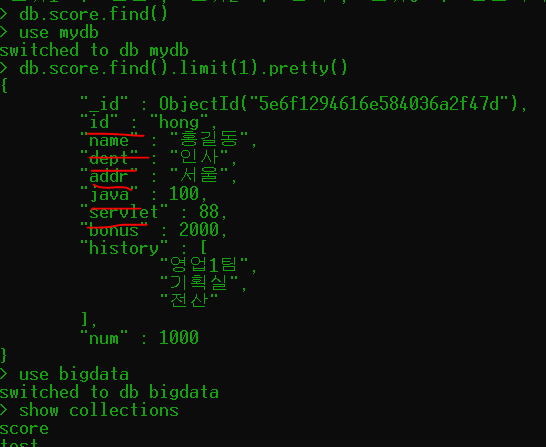 > db.score.find()
> use mydb
switched to db mydb
> db.score.find().limit(1).pretty()
{
"_id" : ObjectId("5e6f1294616e584036a2f47d"),
"id" : "hong",
"name" : "홍길동",
"dept" : "인사",
"addr" : "서울",
"java" : 100,
"servlet" : 88,
"bonus" : 2000,
"history" : [
"영업1팀",
"기획실",
"전산"
],
"num" : 1000
}
> use bigdata
switched to db bigdata
> show collections
score
test